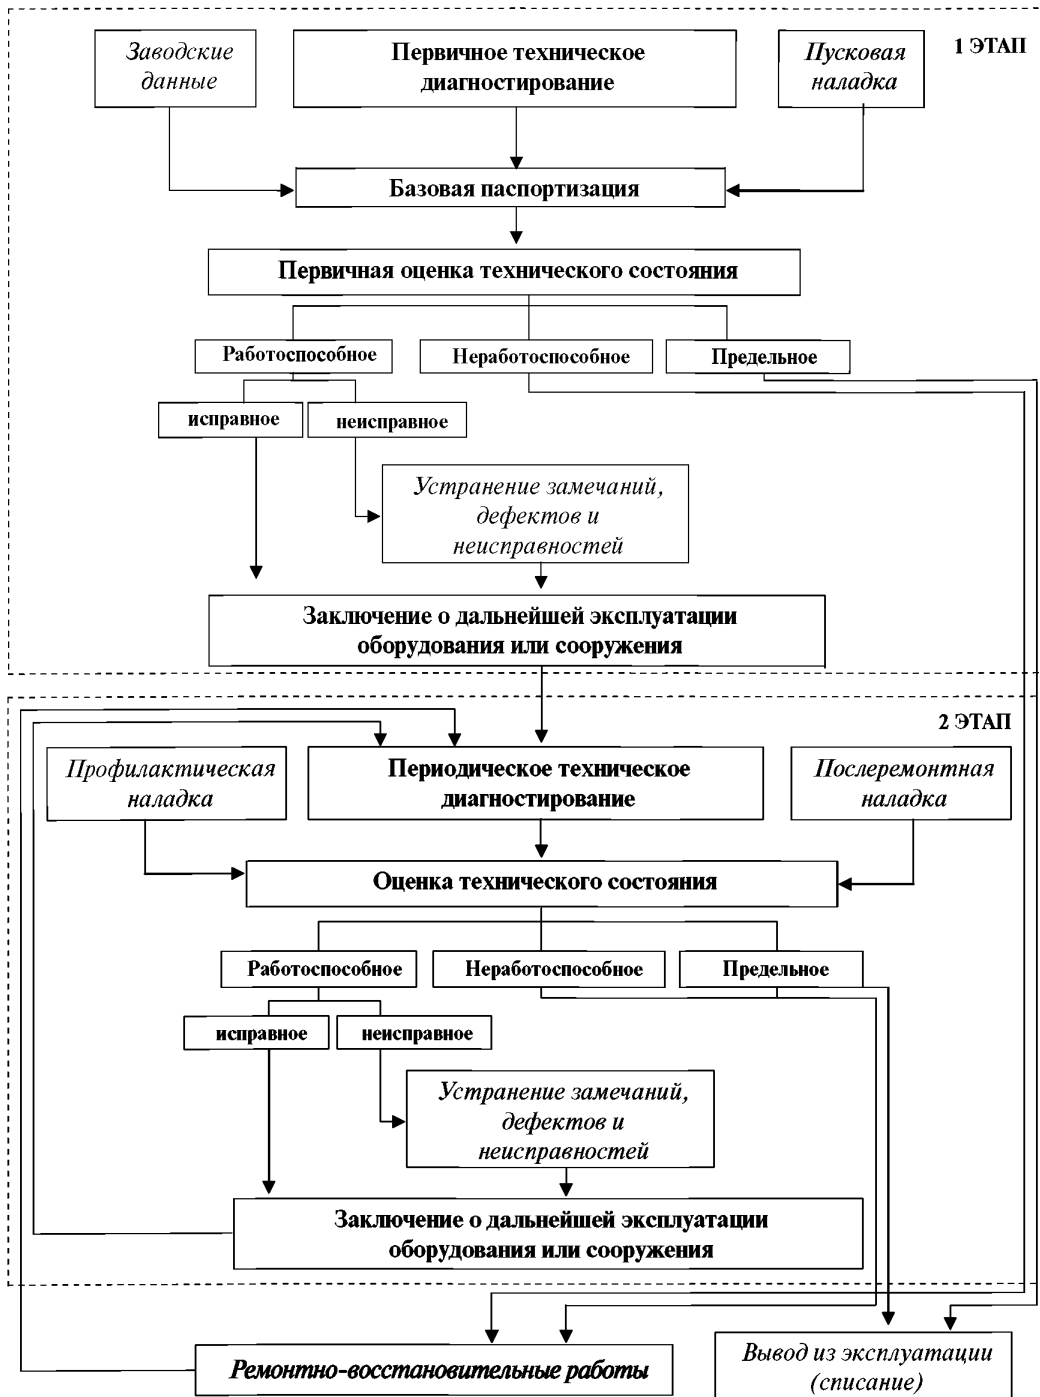 1 ЭТАП
Заводские
данные
Первичное техническое
диагностирование
Пусковая
наладка
Базовая паспортизация
Первичная оценка технического состояния
Работоспособное
Неработоспособное
Предельное
исправное
неисправное
Устранение замечаний,
дефектов и
неисправностей
Заключение о дальнейшей эксплуатации
оборудования или сооружения
2 ЭТАП
Профилактическая
наладка
Периодическое техническое
диагностирование
Послеремонтная
наладка
Оценка технического состояния
Работоспособное
Неработоспособное
Предельное
исправное
неисправное
Устранение замечаний,
дефектов и
неисправностей
Заключение о дальнейшей эксплуатации
оборудования или сооружения
Ремонтно-восстановительные работы
Вывод из эксплуатации
(списание)